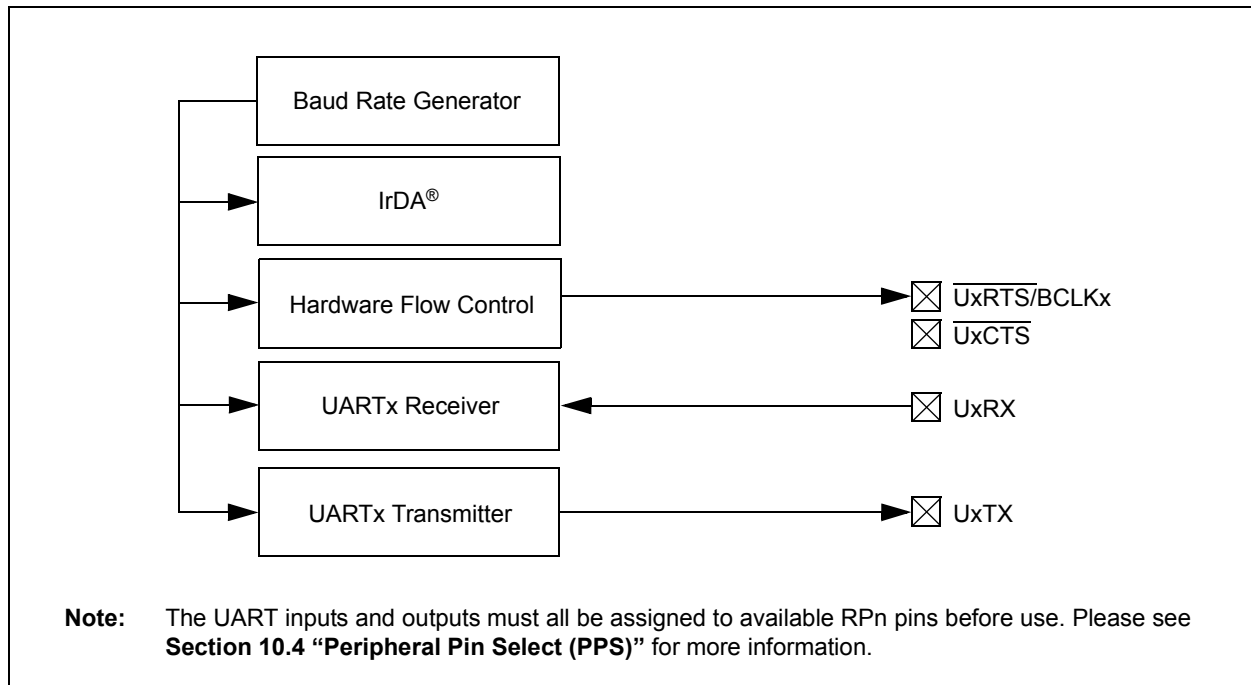 Baud Rate Generator
IrDA®
Hardware Flow Control
UxRTS/BCLKx
UxCTS
UARTx Receiver
UxRX
UARTx Transmitter
UxTX
Note: The UART inputs and outputs must all be assigned to available RPn pins before use. Please see
Section 10.4 “Peripheral Pin Select (PPS)” for more information.